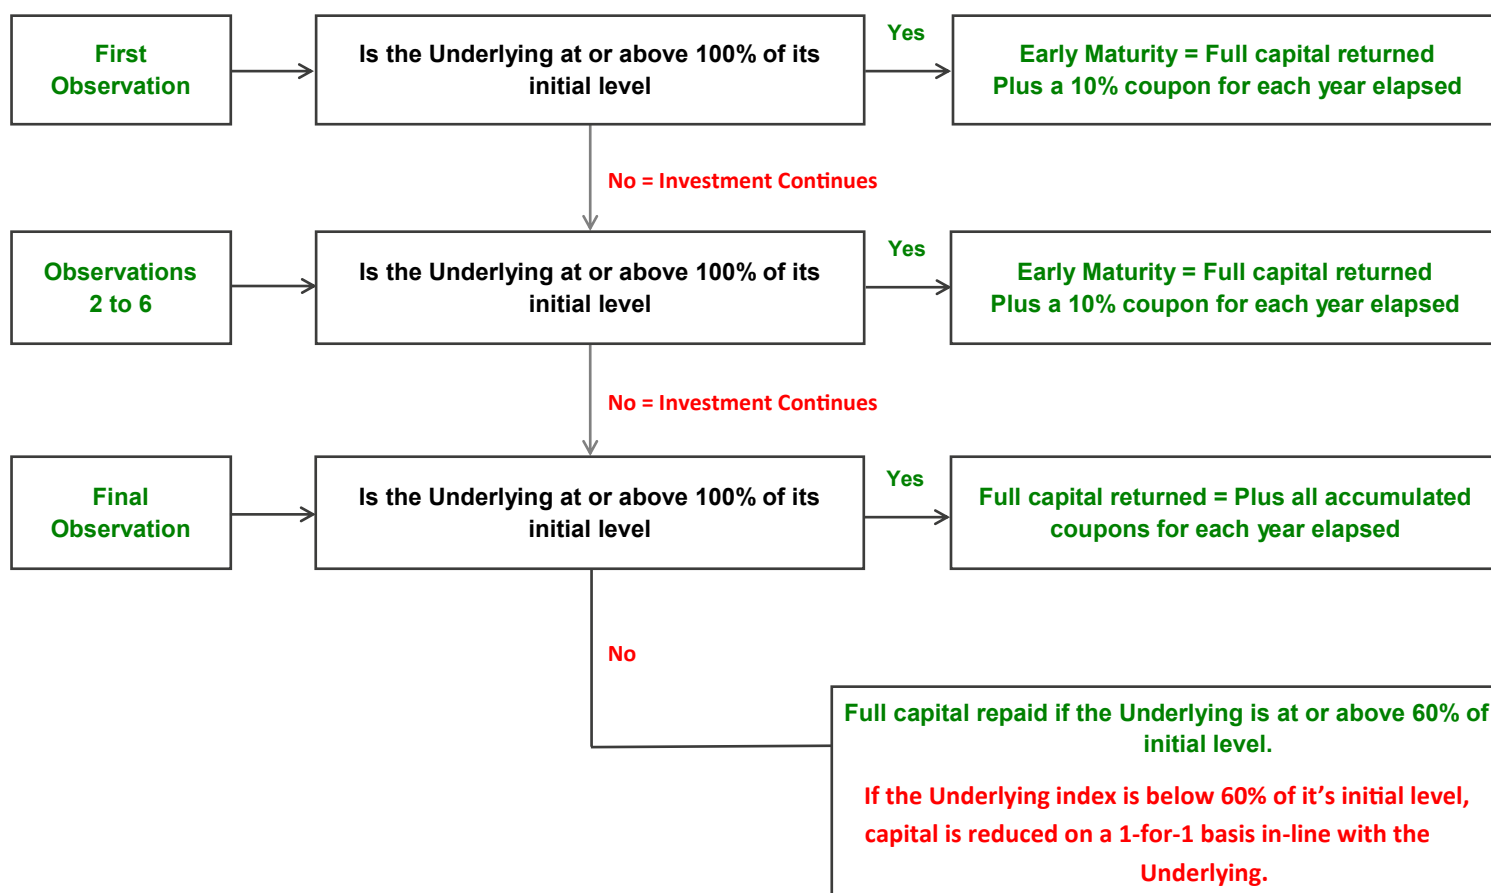 First
Observation
Is the Underlying at or above 100% of its
initial level
Yes
Early Maturity = Full capital returned
Plus a 10% coupon for each year elapsed
No = Investment Continues
Observations
2 to 6
Is the Underlying at or above 100% of its
initial level
Yes
Early Maturity = Full capital returned
Plus a 10% coupon for each year elapsed
No = Investment Continues
Final
Observation
Is the Underlying at or above 100% of its
initial level
Yes
Full capital returned = Plus all accumulated
coupons for each year elapsed
No
Full capital repaid if the Underlying is at or above 60% of
initial level.
If the Underlying index is below 60% of it’s initial level,
capital is reduced on a 1-for-1 basis in-line with the
Underlying.